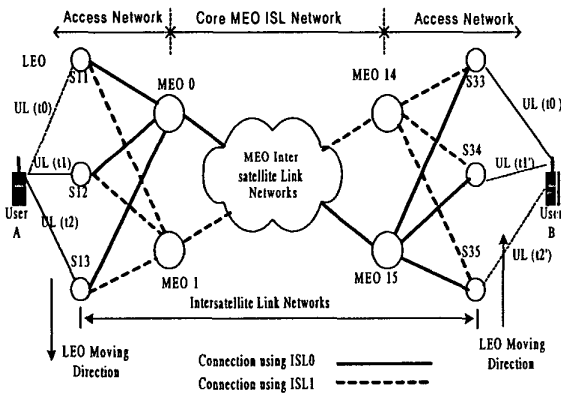 Access Network
Core MEO ISL Network
Access Network
LEO
S11
MEO 0
MEO 14
S33
UL (t0)
UL (t0)
S34
UL (t1)
S12
MEO Inter
satellite Link
Networks
UL (t1')
User
A
UL (t2)
User
B
S13
MEO 1
MEO 15
S35
UL (t2')
Intersatellite Link Networks
LEO Moving
Direction
LEO Moving
Direction
Connection using ISL0
Connection using ISL1